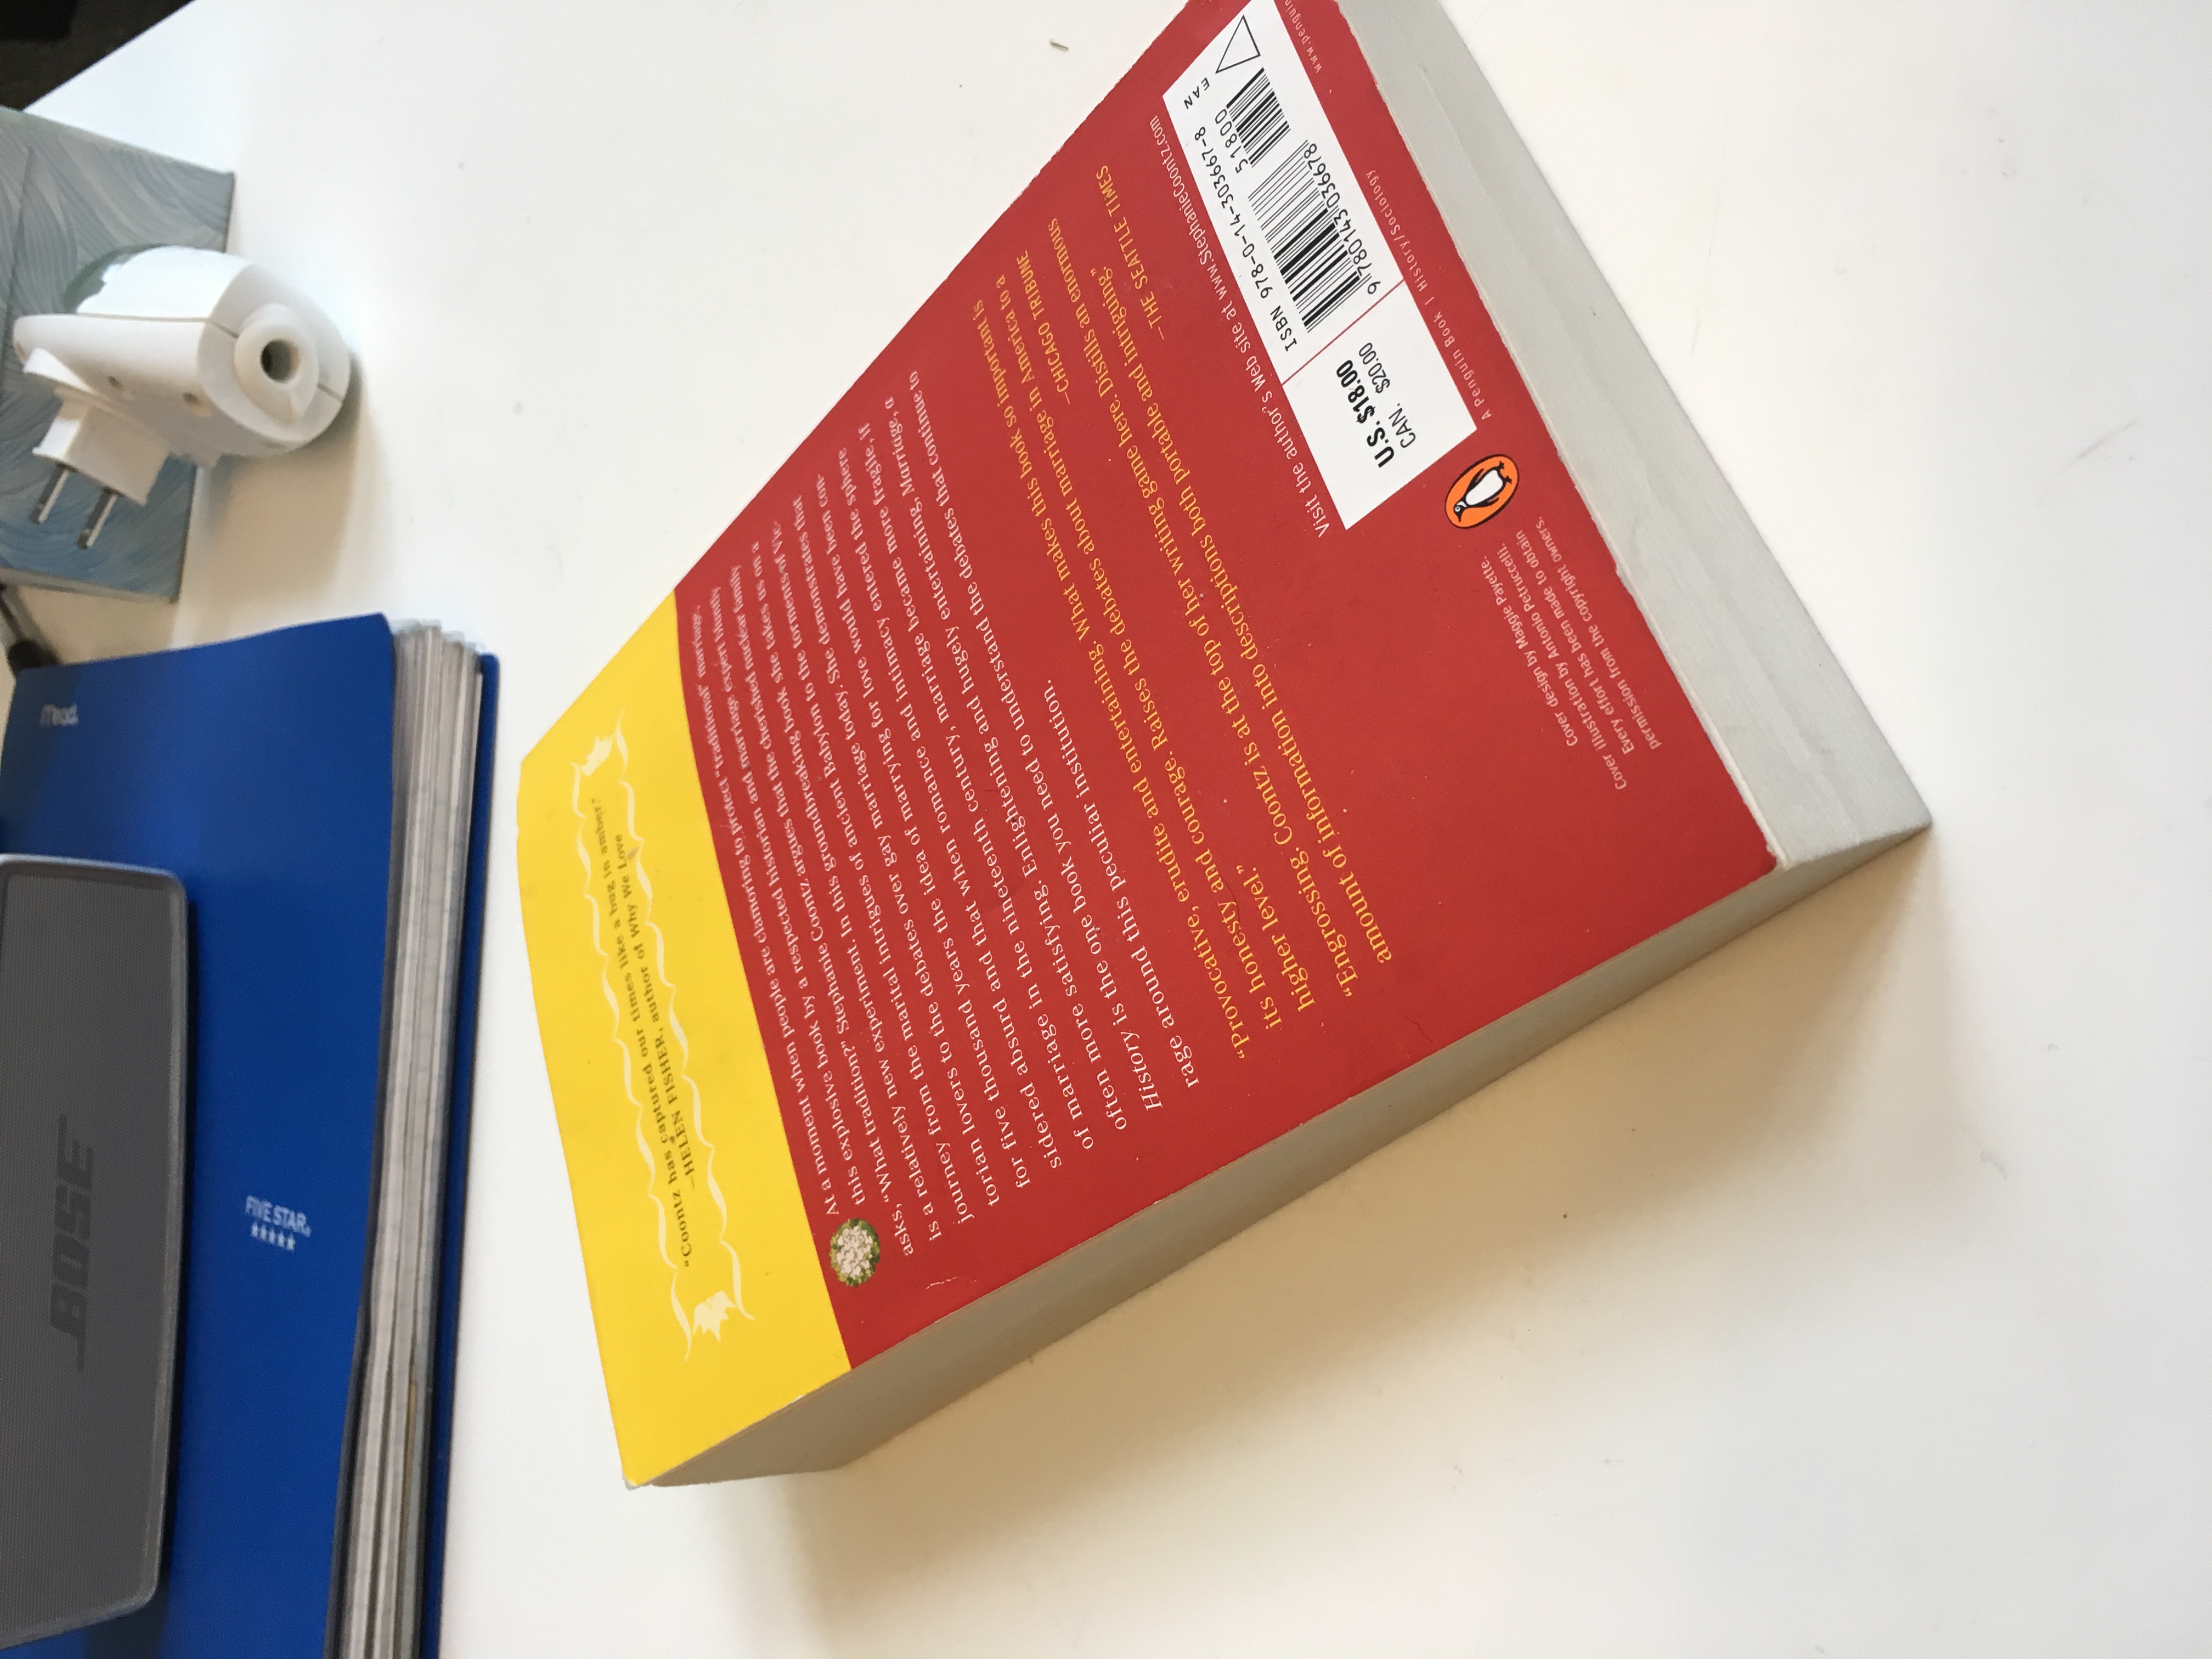 BOSE
Mead
FIVE STAR
"Coontz has captured our times like a bug in amber."
—HELEN FISHER, author of Why We Love
At a moment when people are clamoring to protect "traditional" marriage,
this explosive book by a respected historian and marriage expert bluntly
asks, "What tradition?" Stephanie Coontz argues that the cherished nuclear family
is a relatively new experiment. In this groundbreaking book she takes us on a
journey from the marital intrigues of ancient Babylon to the torments of Vic-
torian lovers to the debates over gay marriage today. She demonstrates that
for five thousand years the idea of marrying for love would have been con-
sidered absurd and that when romance and intimacy entered the sphere
of marriage in the nineteenth century, marriage became more fragile, if
often more satisfying. Enlightening and hugely entertaining, Marriage, a
History is the one book you need to understand the debates that continue to
rage around this peculiar institution.
"Provocative, erudite and entertaining. What makes this book so important is
its honesty and courage. Raises the debates about marriage in America to a
higher level." —CHICAGO TRIBUNE
"Engrossing. Coontz is at the top of her writing game here. Distills an enormous
amount of information into descriptions both portable and intriguing."
—THE SEATTLE TIMES
Visit the author's Web site at www.StephanieCoontz.com
ISBN 978-0-14-303667-8
51800
EAN
U.S. $18.00
CAN. $20.00
9 780143 036678
www.penguin
A Penguin Book | History/Sociology
Cover design by Maggie Payette.
Cover illustration by Antonio Petruccelli.
Every effort has been made to obtain
permission from the copyright owners.